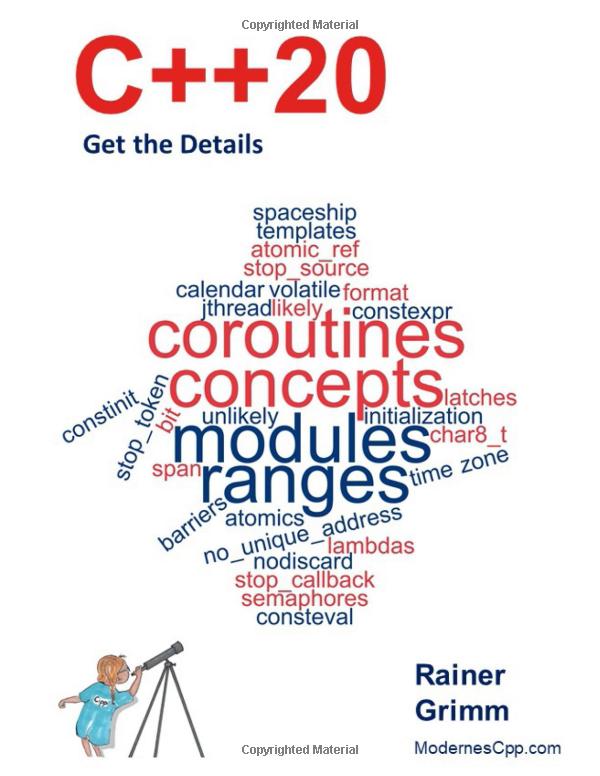 Copyrighted Material
C++20
Get the Details
spaceship
templates
atomic_ref
stop_source
calendar volatile format
jthread likely constexpr
coroutines
concepts
latches
constinit
stop_token
bit
unlikely
initialization
modules
char8_t
span
ranges
time zone
barriers
atomics
no_unique_address
lambdas
nodiscard
stop_callback
semaphores
consteval
Cpp
Rainer
Grimm
ModernesCpp.com
Copyrighted Material